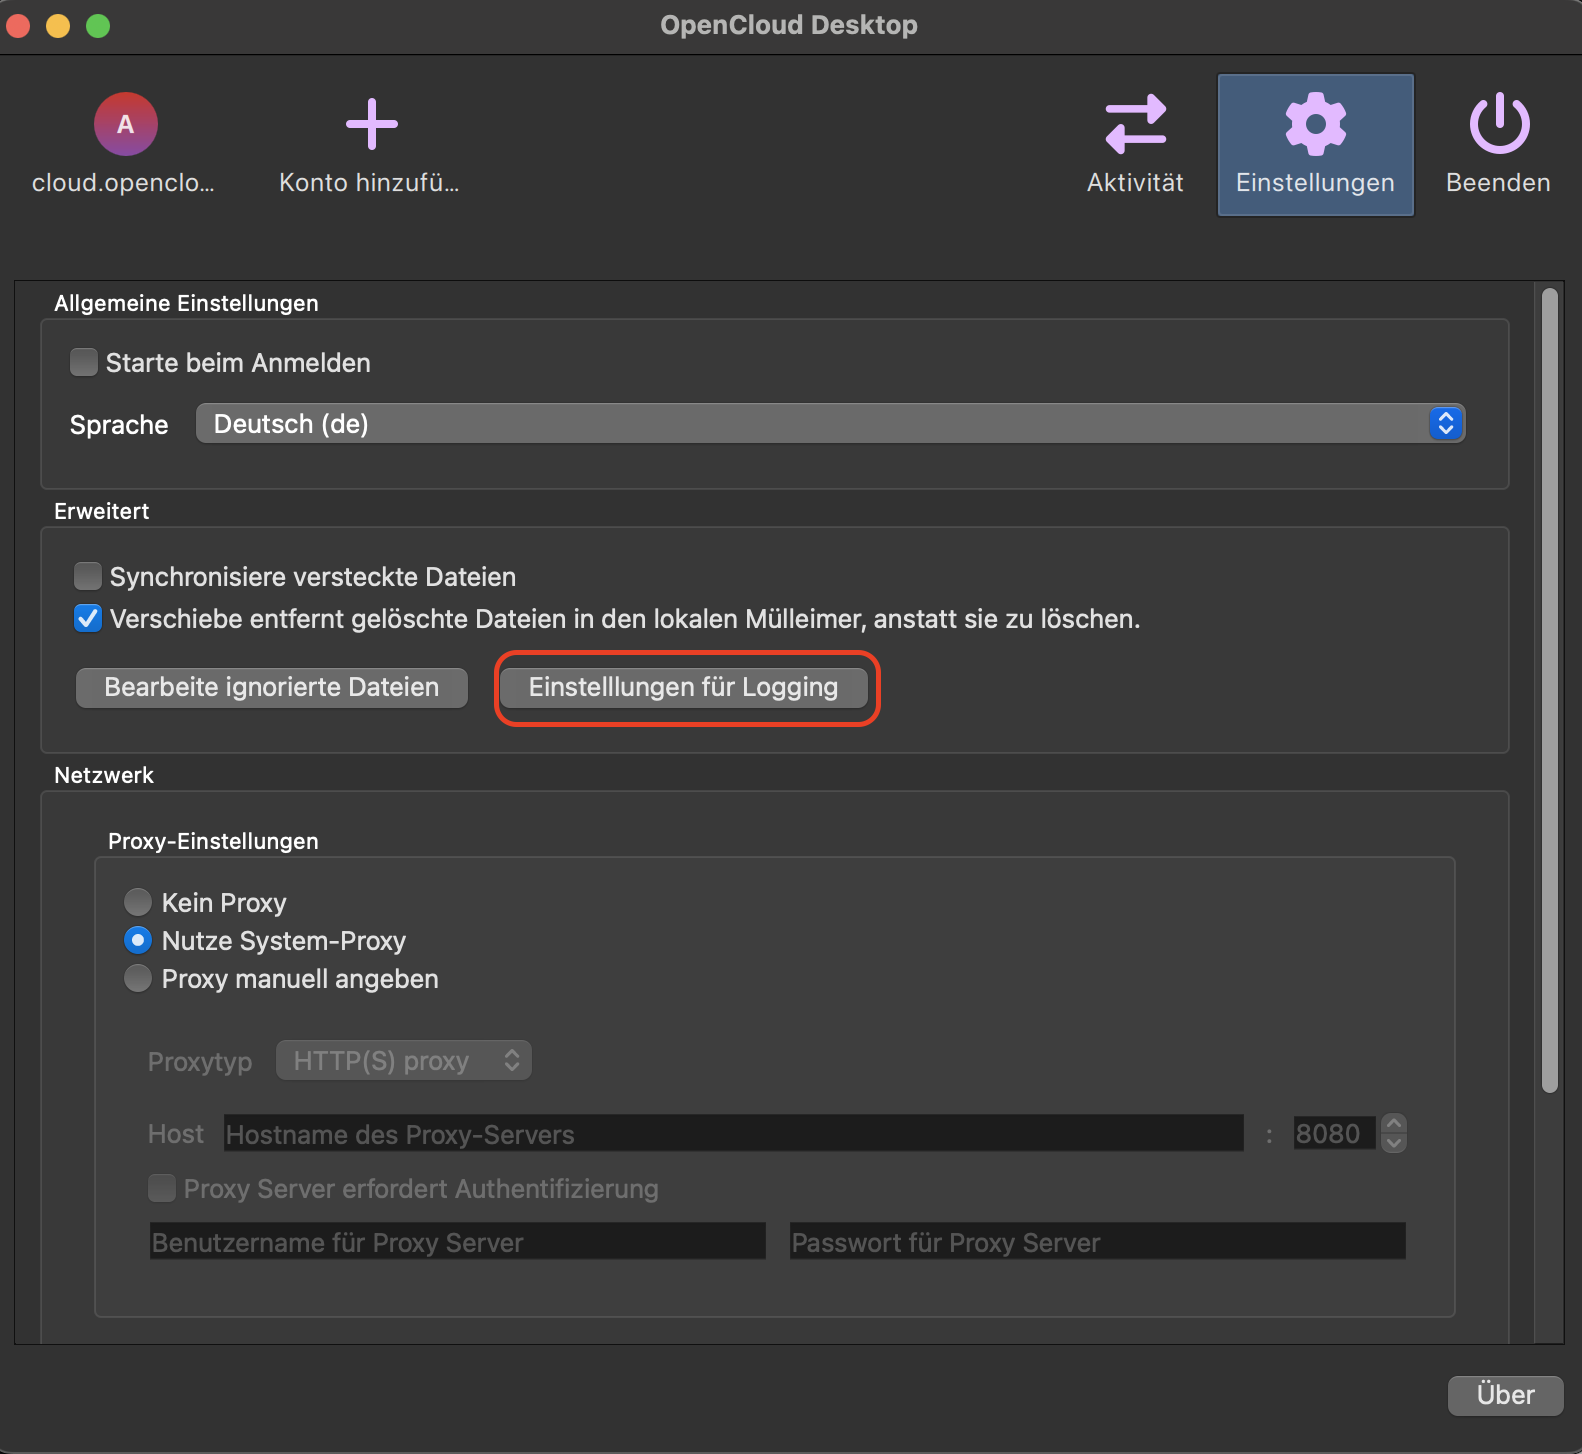 OpenCloud Desktop
A
cloud.openclo...
Konto hinzufü...
Aktivität
Einstellungen
Beenden
Allgemeine Einstellungen
Starte beim Anmelden
Sprache Deutsch (de)
Erweitert
Synchronisiere versteckte Dateien
Verschiebe entfernt gelöschte Dateien in den lokalen Mülleimer, anstatt sie zu löschen.
Bearbeite ignorierte Dateien Einstelllungen für Logging
Netzwerk
Proxy-Einstellungen
Kein Proxy
Nutze System-Proxy
Proxy manuell angeben
Proxytyp HTTP(S) proxy
Host Hostname des Proxy-Servers : 8080
Proxy Server erfordert Authentifizierung
Benutzername für Proxy Server Passwort für Proxy Server
Über